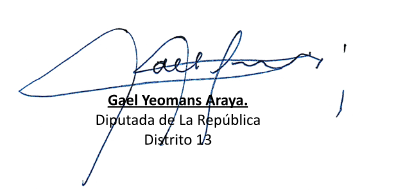 Gael Yeomans Araya.
Diputada de La República
Distrito 13